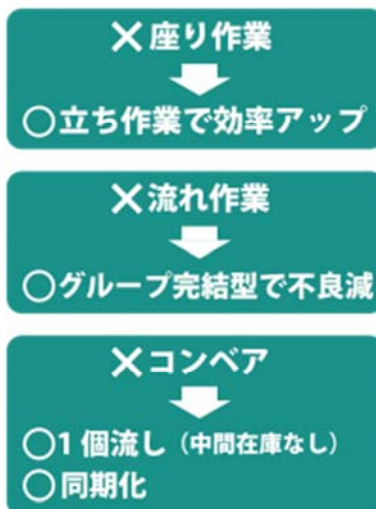 ×座り作業
○立ち作業で効率アップ
×流れ作業
○グループ完結型で不良減
×コンベア
○1個流し（中間在庫なし）
○同期化